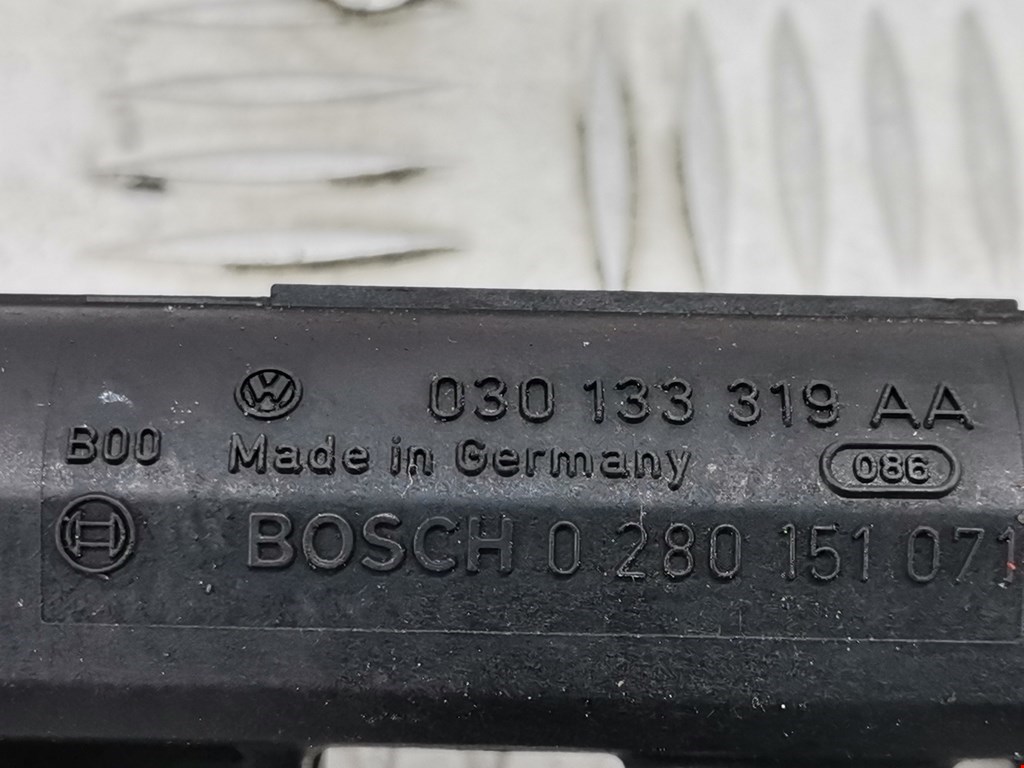 030 133 319 AA
B00 Made in Germany 086
BOSCH 0 280 151 071